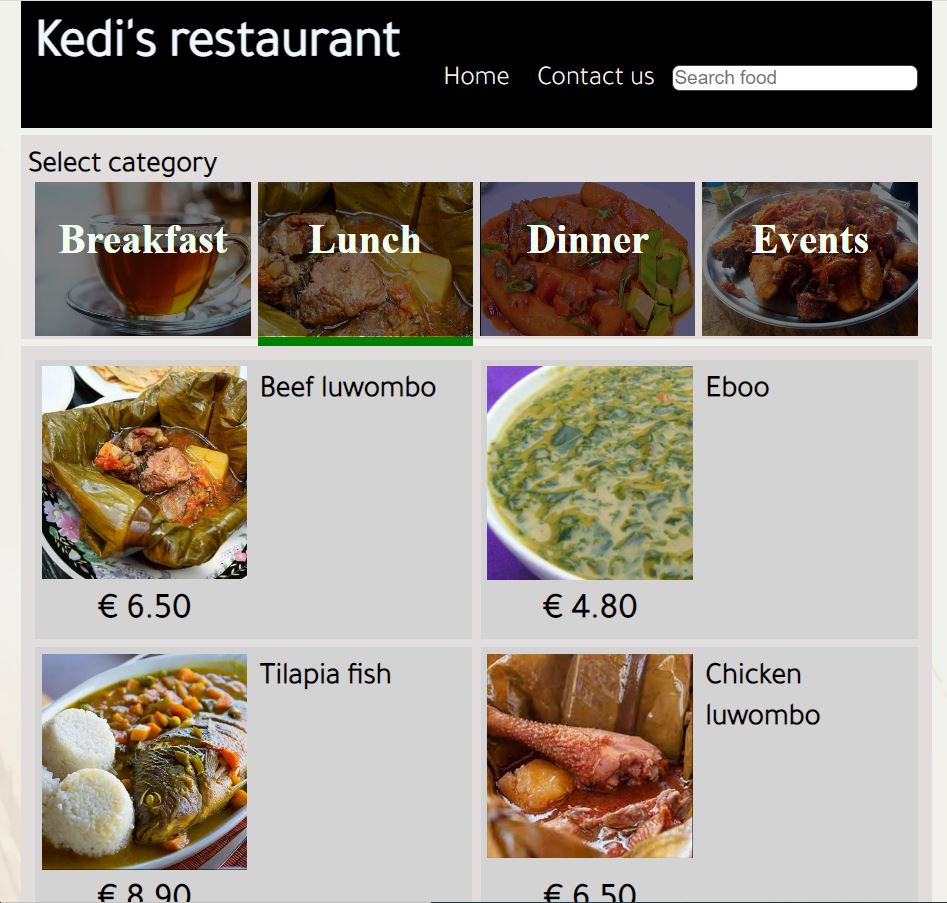 Kedi's restaurant
Home Contact us Search food
Select category
Breakfast Lunch Dinner Events
Beef luwombo
€ 6.50
Eboo
€ 4.80
Tilapia fish
€ 8.90
Chicken
luwombo
€ 6.50